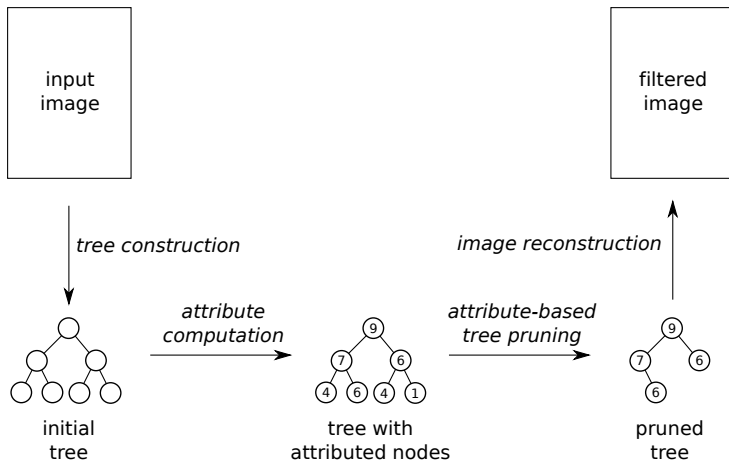 input
image
filtered
image
tree construction
image reconstruction
attribute
computation
attribute-based
tree pruning
9
7 6
4 6 4 1
9
7 6
6
initial
tree
tree with
attributed nodes
pruned
tree